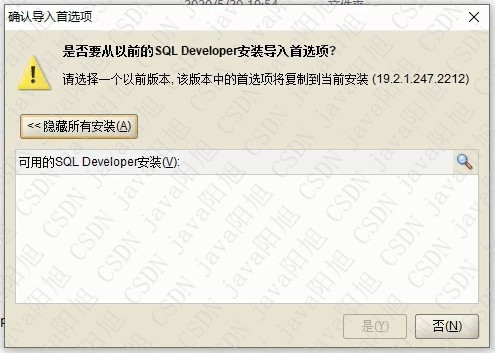 确认导入首选项
是否要从以前的SQL Developer安装导入首选项?
请选择一个以前版本, 该版本中的首选项将复制到当前安装 (19.2.1.247.2212)
<< 隐藏所有安装(A)
可用的SQL Developer安装(V):
是(Y)
否(N)
CSDN java阳旭